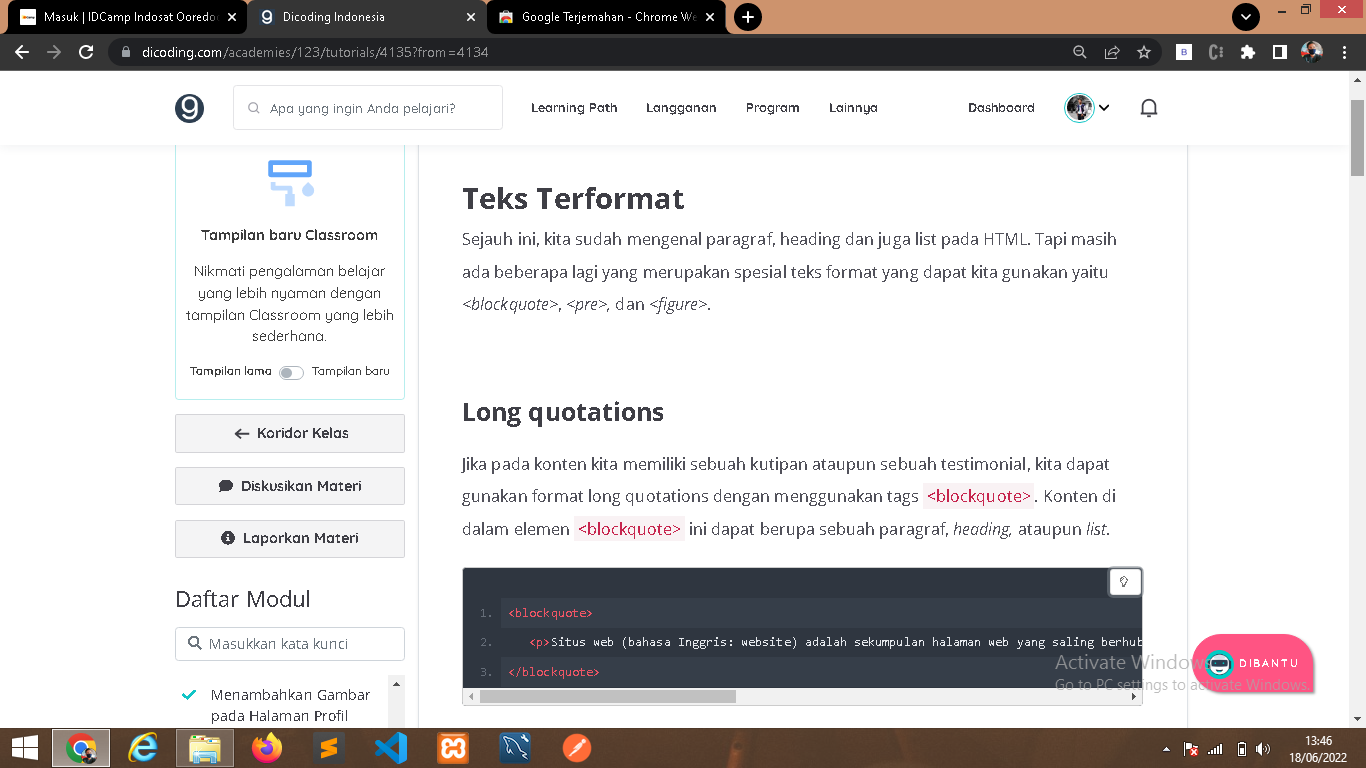 Masuk | IDCamp Indosat Ooredoo
Dicoding Indonesia
Google Terjemahan - Chrome We
dicoding.com/academies/123/tutorials/4135?from=4134
Apa yang ingin Anda pelajari?
Learning Path
Langganan
Program
Lainnya
Dashboard
Tampilan baru Classroom
Nikmati pengalaman belajar
yang lebih nyaman dengan
tampilan Classroom yang lebih
sederhana.
Tampilan lama
Tampilan baru
Koridor Kelas
Diskusikan Materi
Laporkan Materi
Daftar Modul
Masukkan kata kunci
Menambahkan Gambar
pada Halaman Profil
Teks Terformat
Sejauh ini, kita sudah mengenal paragraf, heading dan juga list pada HTML. Tapi masih
ada beberapa lagi yang merupakan spesial teks format yang dapat kita gunakan yaitu
<blockquote>, <pre>, dan <figure>.
Long quotations
Jika pada konten kita memiliki sebuah kutipan ataupun sebuah testimonial, kita dapat
gunakan format long quotations dengan menggunakan tags <blockquote>. Konten di
dalam elemen <blockquote> ini dapat berupa sebuah paragraf, heading, ataupun list.
1. <blockquote>
2. <p>Situs web (bahasa Inggris: website) adalah sekumpulan halaman web yang saling berhub
3. </blockquote>
DIBANTU
Activate Windows
Go to PC settings to activate Windows.
13:46
18/06/2022